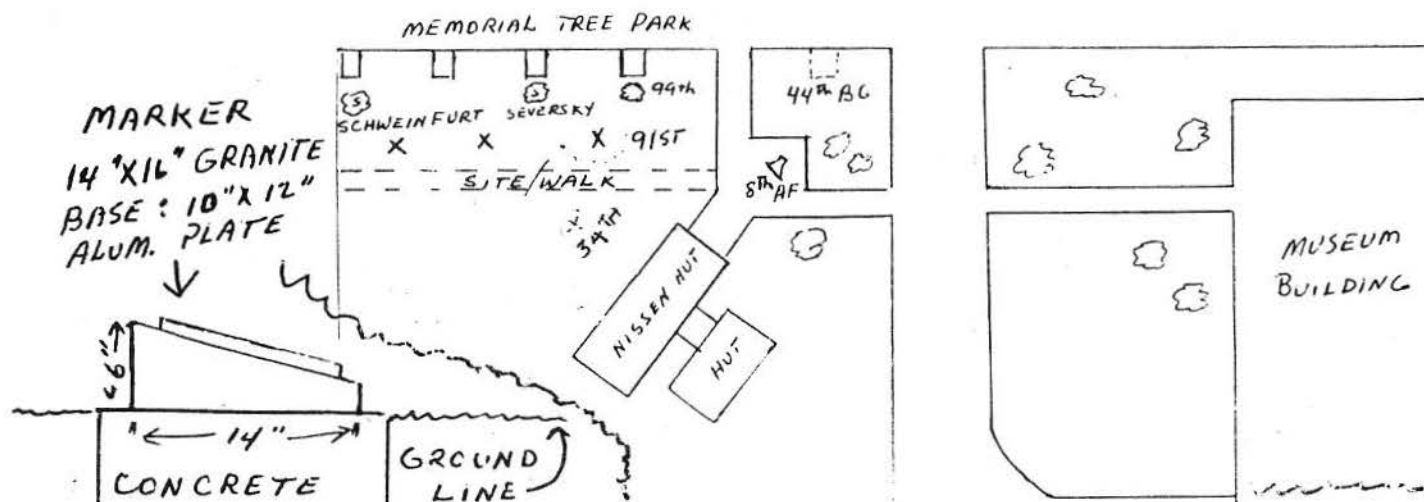 MEMORIAL TREE PARK
MARKER
14"X16" GRANITE
BASE: 10"X12"
ALUM. PLATE
6"
14"
CONCRETE
GROUND
LINE
S
SCHWEINFURT
S
SEVERSKY
99th
91ST
SITE/WALK
34TH
44th BG
8th AF
NISSEN HUT
HUT
MUSEUM
BUILDING